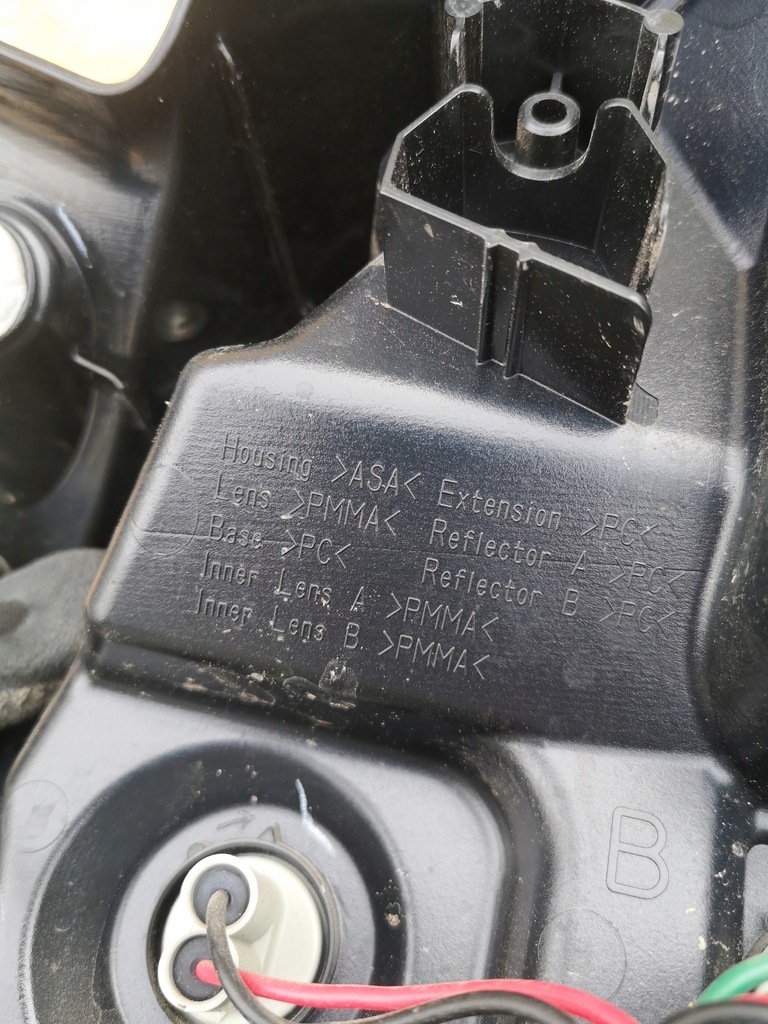 Housing >ASA< Extension >PC<
Lens >PMMA< Reflector A >PC<
Base >PC< Reflector B >PC<
Inner Lens A >PMMA<
Inner Lens B >PMMA<
B